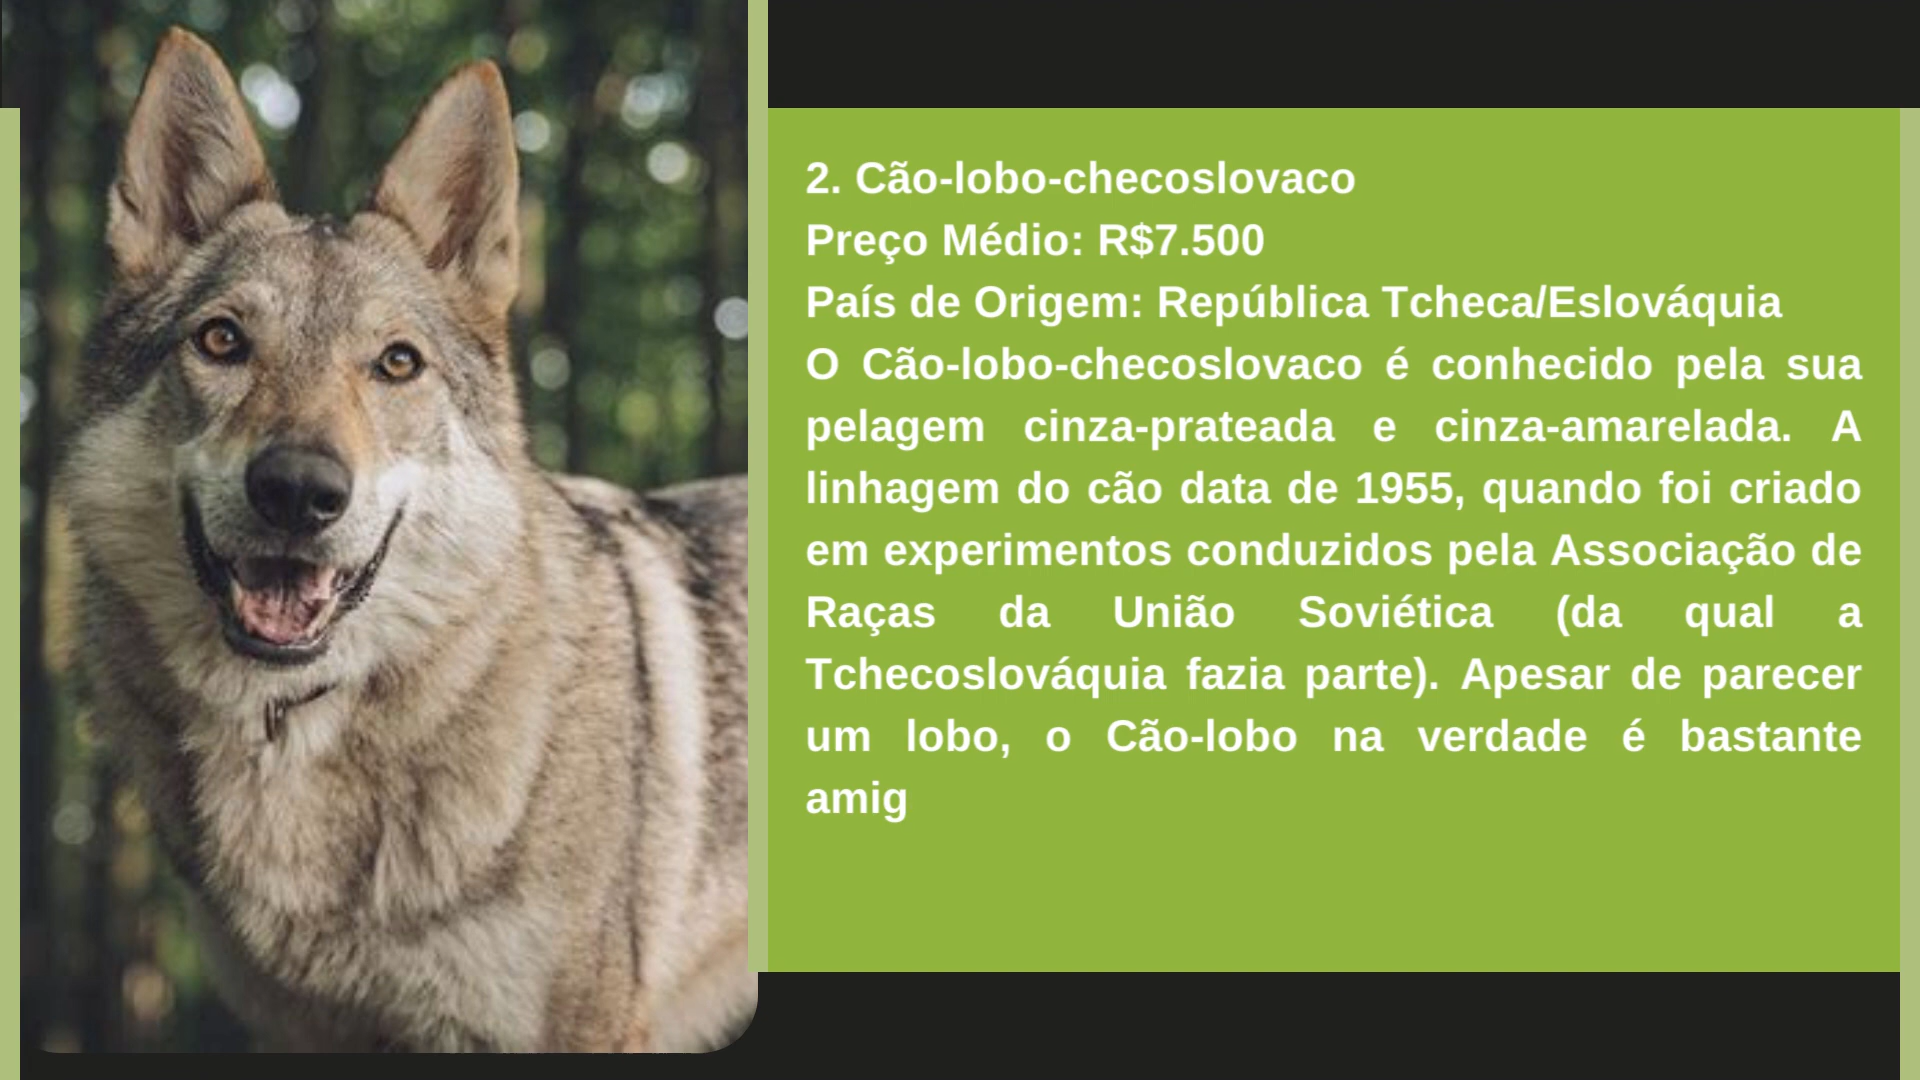 2. Cão-lobo-checoslovaco
Preço Médio: R$7.500
País de Origem: República Tcheca/Eslováquia
O Cão-lobo-checoslovaco é conhecido pela sua
pelagem cinza-prateada e cinza-amarelada. A
linhagem do cão data de 1955, quando foi criado
em experimentos conduzidos pela Associação de
Raças da União Soviética (da qual a
Tchecoslováquia fazia parte). Apesar de parecer
um lobo, o Cão-lobo na verdade é bastante
amig